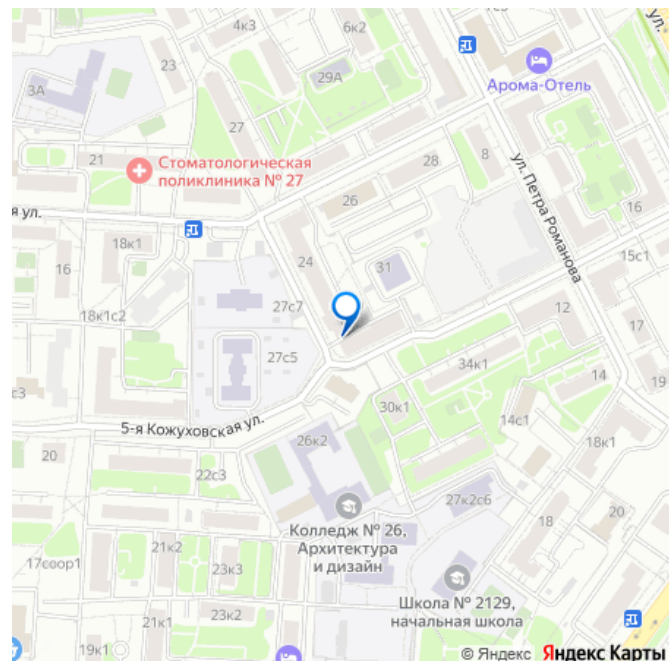 4к3
6к2
ул.
23
29А
Арома-Отель
3А
27
21
Стоматологическая
поликлиника № 27
28
8
ул. Петра Романова
26
16
я ул.
18к1
24
31
15с1
16
27с7
12
18к1с2
17
27с5
34к1
14
19
с3
30к1
14с1
5-я Кожуховская ул.
18к1
20
26к2
22с3
27к2с6
20
18
Колледж № 26,
Архитектура
и дизайн
21к2
17соор1
23к3
Школа № 2129,
начальная школа
23к2
21к1
19к1
© Яндекс Яндекс Карты